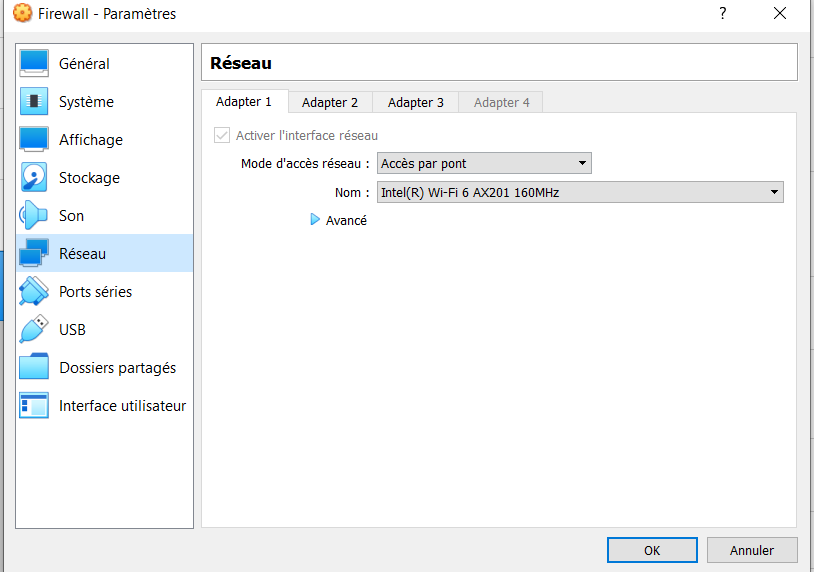 Firewall - Paramètres
?
Général
Système
Affichage
Stockage
Son
Réseau
Ports séries
USB
Dossiers partagés
Interface utilisateur
Réseau
Adapter 1 Adapter 2 Adapter 3 Adapter 4
Activer l'interface réseau
Mode d'accès réseau : Accès par pont
Nom : Intel(R) Wi-Fi 6 AX201 160MHz
Avancé
OK Annuler